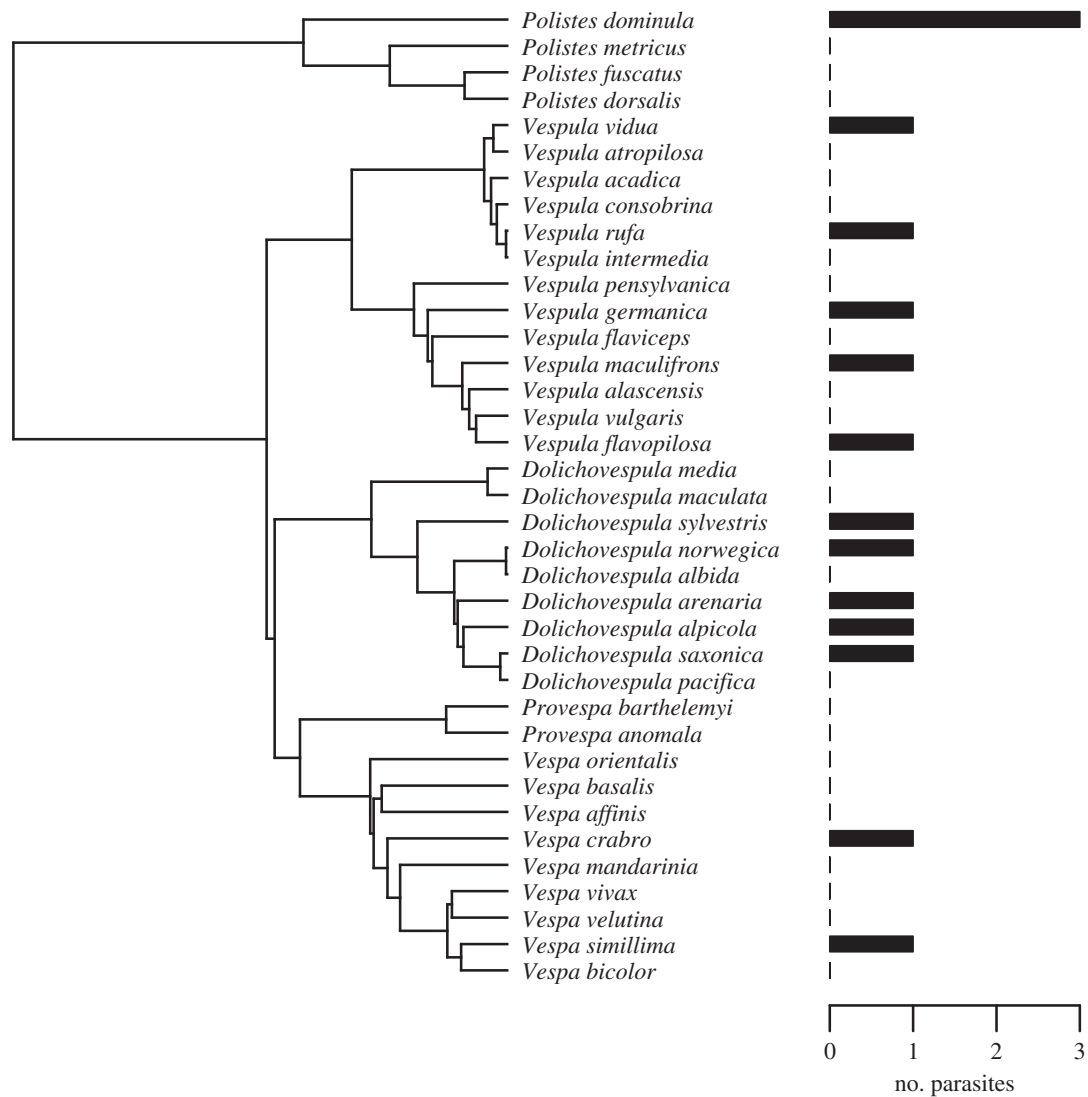 Polistes dominula
Polistes metricus
Polistes fuscatus
Polistes dorsalis
Vespula vidua
Vespula atropilosa
Vespula acadica
Vespula consobrina
Vespula rufa
Vespula intermedia
Vespula pensylvanica
Vespula germanica
Vespula flaviceps
Vespula maculifrons
Vespula alascensis
Vespula vulgaris
Vespula flavopilosa
Dolichovespula media
Dolichovespula maculata
Dolichovespula sylvestris
Dolichovespula norwegica
Dolichovespula albida
Dolichovespula arenaria
Dolichovespula alpicola
Dolichovespula saxonica
Dolichovespula pacifica
Provespa barthelemyi
Provespa anomala
Vespa orientalis
Vespa basalis
Vespa affinis
Vespa crabro
Vespa mandarinia
Vespa vivax
Vespa velutina
Vespa simillima
Vespa bicolor
0 1 2 3
no. parasites